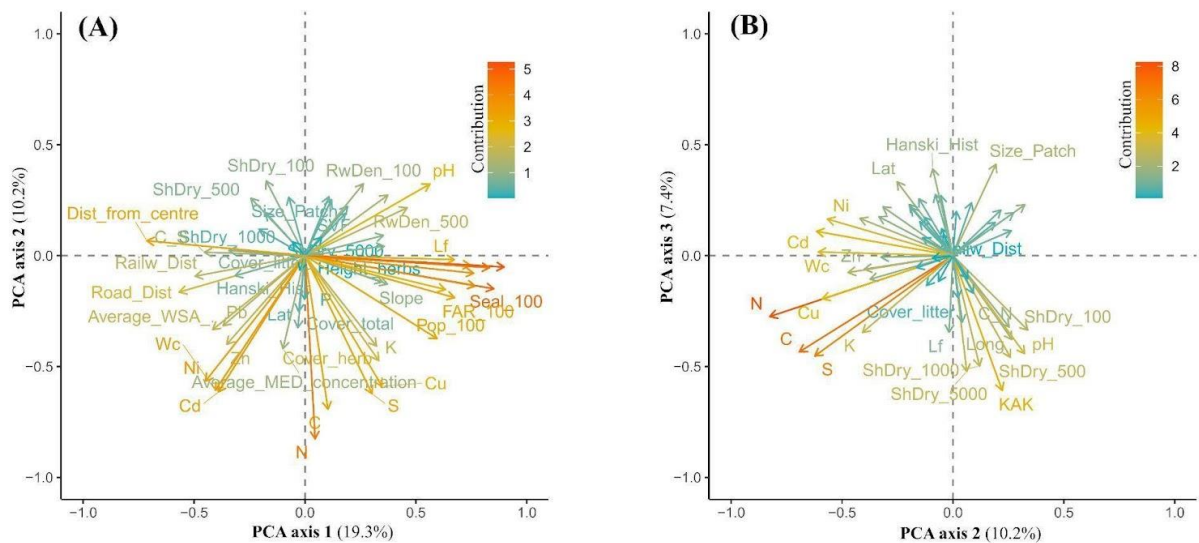 (A)
1.0
0.5
0.0
-0.5
-1.0
PCA axis 2 (10.2%)
Contribution
5
4
3
2
1
ShDry_100
RwDen_100
pH
ShDry_500
Dist_from_centre
Size_Patch
RwDen_500
ShDry_1000
Lf
Railw_Dist
Height_herbs
Road_Dist
Slope
Seal_100
Average_WSA_
Pb
P
FAR_100
Lat
Cover_total
Pop_100
Wc
Zn
Cover_herb
K
Ni
Average_MED_concentration
Cu
Cd
S
C
N
-1.0
-0.5
0.0
0.5
1.0
PCA axis 1 (19.3%)
(B)
1.0
0.5
0.0
-0.5
-1.0
PCA axis 3 (7.4%)
Contribution
8
6
4
2
Hanski_Hist
Size_Patch
Lat
Ni
Cd
Wc
Zn
N
Cu
Cover_litter
C_N
ShDry_100
C
K
Lf
Long
pH
S
ShDry_1000
ShDry_500
ShDry_5000
KAK
-1.0
-0.5
0.0
0.5
1.0
PCA axis 2 (10.2%)